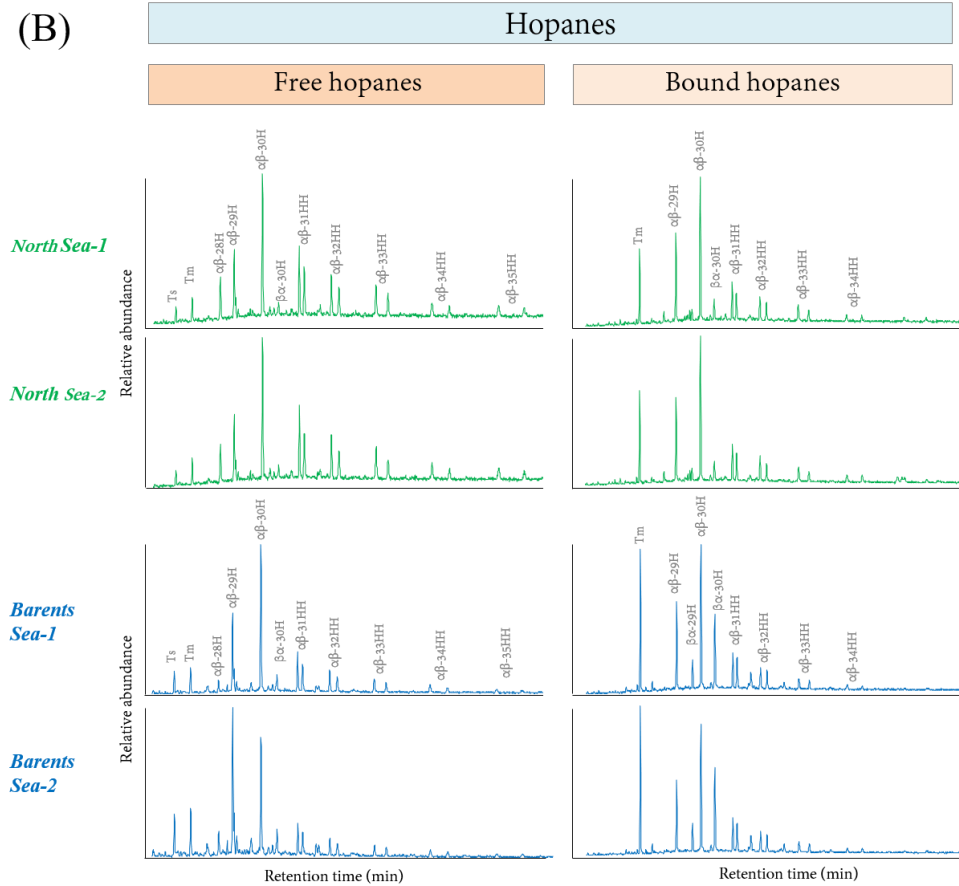 (B)
Hopanes
Free hopanes
Bound hopanes
North Sea-1
Relative abundance
Ts
Tm
αβ-28H
αβ-29H
αβ-30H
βα-30H
αβ-31HH
αβ-32HH
αβ-33HH
αβ-34HH
αβ-35HH
Tm
αβ-29H
αβ-30H
βα-30H
αβ-31HH
αβ-32HH
αβ-33HH
αβ-34HH
North Sea-2
Barents
Sea-1
Relative abundance
Ts
Tm
αβ-28H
αβ-29H
αβ-30H
βα-30H
αβ-31HH
αβ-32HH
αβ-33HH
αβ-34HH
αβ-35HH
Tm
αβ-29H
βα-29H
αβ-30H
βα-30H
αβ-31HH
αβ-32HH
αβ-33HH
αβ-34HH
Barents
Sea-2
Retention time (min)
Retention time (min)